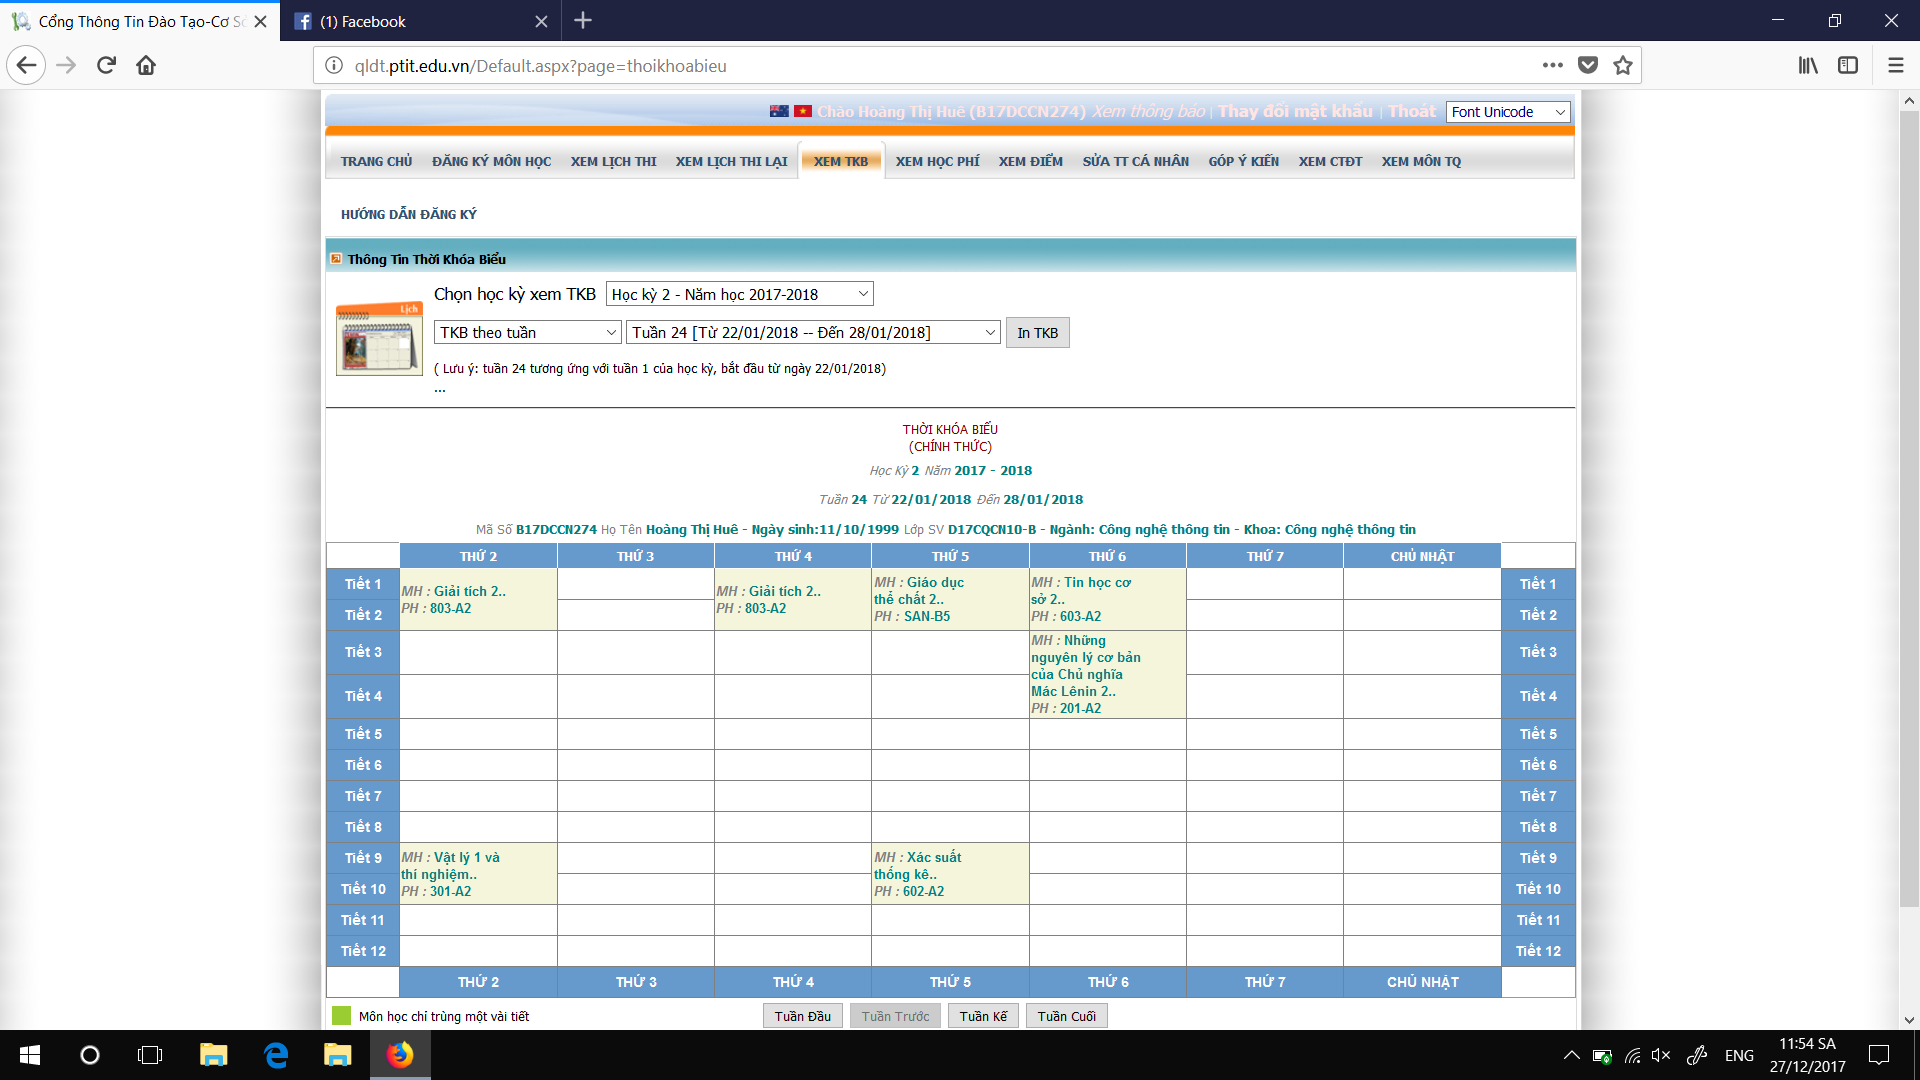 Cổng Thông Tin Đào Tạo-Cơ Sở
(1) Facebook
qldt.ptit.edu.vn/Default.aspx?page=thoikhoabieu
Chào Hoàng Thị Huê (B17DCCN274) Xem thông báo | Thay đổi mật khẩu | Thoát Font Unicode
TRANG CHỦ ĐĂNG KÝ MÔN HỌC XEM LỊCH THI XEM LỊCH THI LẠI XEM TKB XEM HỌC PHÍ XEM ĐIỂM SỬA TT CÁ NHÂN GÓP Ý KIẾN XEM CTĐT XEM MÔN TQ
HƯỚNG DẪN ĐĂNG KÝ
Thông Tin Thời Khóa Biểu
Lịch
Chọn học kỳ xem TKB Học kỳ 2 - Năm học 2017-2018
TKB theo tuần Tuần 24 [Từ 22/01/2018 -- Đến 28/01/2018] In TKB
( Lưu ý: tuần 24 tương ứng với tuần 1 của học kỳ, bắt đầu từ ngày 22/01/2018)
...
THỜI KHÓA BIỂU
(CHÍNH THỨC)
Học Kỳ 2 Năm 2017 - 2018
Tuần 24 Từ 22/01/2018 Đến 28/01/2018
Mã Số B17DCCN274 Họ Tên Hoàng Thị Huê - Ngày sinh:11/10/1999 Lớp SV D17CQCN10-B - Ngành: Công nghệ thông tin - Khoa: Công nghệ thông tin
THỨ 2 THỨ 3 THỨ 4 THỨ 5 THỨ 6 THỨ 7 CHỦ NHẬT
Tiết 1 Tiết 1
Tiết 2 Tiết 2
MH : Giải tích 2..
PH : 803-A2
MH : Giải tích 2..
PH : 803-A2
MH : Giáo dục
thể chất 2..
PH : SAN-B5
MH : Tin học cơ
sở 2..
PH : 603-A2
Tiết 3 Tiết 3
Tiết 4 Tiết 4
MH : Những
nguyên lý cơ bản
của Chủ nghĩa
Mác Lênin 2..
PH : 201-A2
Tiết 5 Tiết 5
Tiết 6 Tiết 6
Tiết 7 Tiết 7
Tiết 8 Tiết 8
Tiết 9 Tiết 9
Tiết 10 Tiết 10
MH : Vật lý 1 và
thí nghiệm..
PH : 301-A2
MH : Xác suất
thống kê..
PH : 602-A2
Tiết 11 Tiết 11
Tiết 12 Tiết 12
THỨ 2 THỨ 3 THỨ 4 THỨ 5 THỨ 6 THỨ 7 CHỦ NHẬT
Môn học chỉ trùng một vài tiết Tuần Đầu Tuần Trước Tuần Kế Tuần Cuối
ENG
11:54 SA
27/12/2017